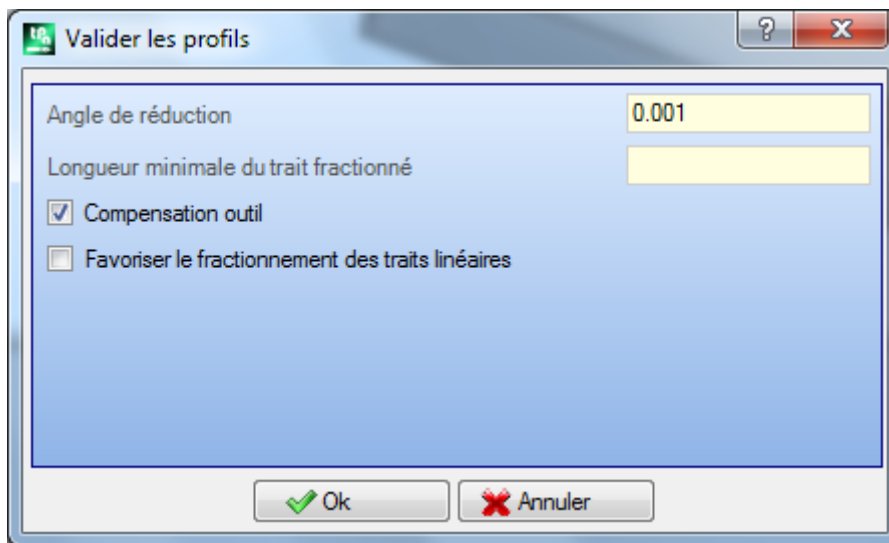 Valider les profils
Angle de réduction 0.001
Longueur minimale du trait fractionné
Compensation outil
Favoriser le fractionnement des traits linéaires
Ok Annuler